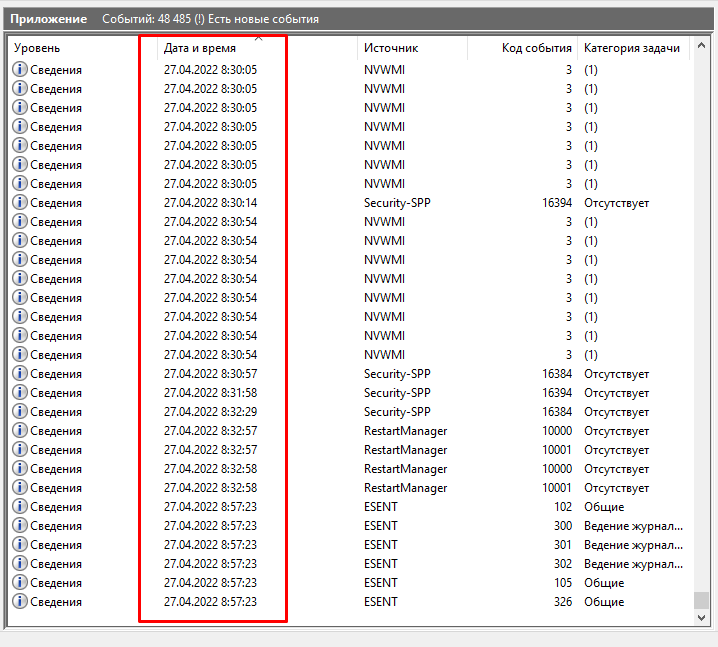 Приложение Событий: 48 485 (!) Есть новые события
Уровень Дата и время Источник Код события Категория задачи
Сведения 27.04.2022 8:30:05 NVWMI 3 (1)
Сведения 27.04.2022 8:30:05 NVWMI 3 (1)
Сведения 27.04.2022 8:30:05 NVWMI 3 (1)
Сведения 27.04.2022 8:30:05 NVWMI 3 (1)
Сведения 27.04.2022 8:30:05 NVWMI 3 (1)
Сведения 27.04.2022 8:30:05 NVWMI 3 (1)
Сведения 27.04.2022 8:30:05 NVWMI 3 (1)
Сведения 27.04.2022 8:30:14 Security-SPP 16394 Отсутствует
Сведения 27.04.2022 8:30:54 NVWMI 3 (1)
Сведения 27.04.2022 8:30:54 NVWMI 3 (1)
Сведения 27.04.2022 8:30:54 NVWMI 3 (1)
Сведения 27.04.2022 8:30:54 NVWMI 3 (1)
Сведения 27.04.2022 8:30:54 NVWMI 3 (1)
Сведения 27.04.2022 8:30:54 NVWMI 3 (1)
Сведения 27.04.2022 8:30:54 NVWMI 3 (1)
Сведения 27.04.2022 8:30:54 NVWMI 3 (1)
Сведения 27.04.2022 8:30:57 Security-SPP 16384 Отсутствует
Сведения 27.04.2022 8:31:58 Security-SPP 16394 Отсутствует
Сведения 27.04.2022 8:32:29 Security-SPP 16384 Отсутствует
Сведения 27.04.2022 8:32:57 RestartManager 10000 Отсутствует
Сведения 27.04.2022 8:32:57 RestartManager 10001 Отсутствует
Сведения 27.04.2022 8:32:58 RestartManager 10000 Отсутствует
Сведения 27.04.2022 8:32:58 RestartManager 10001 Отсутствует
Сведения 27.04.2022 8:57:23 ESENT 102 Общие
Сведения 27.04.2022 8:57:23 ESENT 300 Ведение журнал...
Сведения 27.04.2022 8:57:23 ESENT 301 Ведение журнал...
Сведения 27.04.2022 8:57:23 ESENT 302 Ведение журнал...
Сведения 27.04.2022 8:57:23 ESENT 105 Общие
Сведения 27.04.2022 8:57:23 ESENT 326 Общие